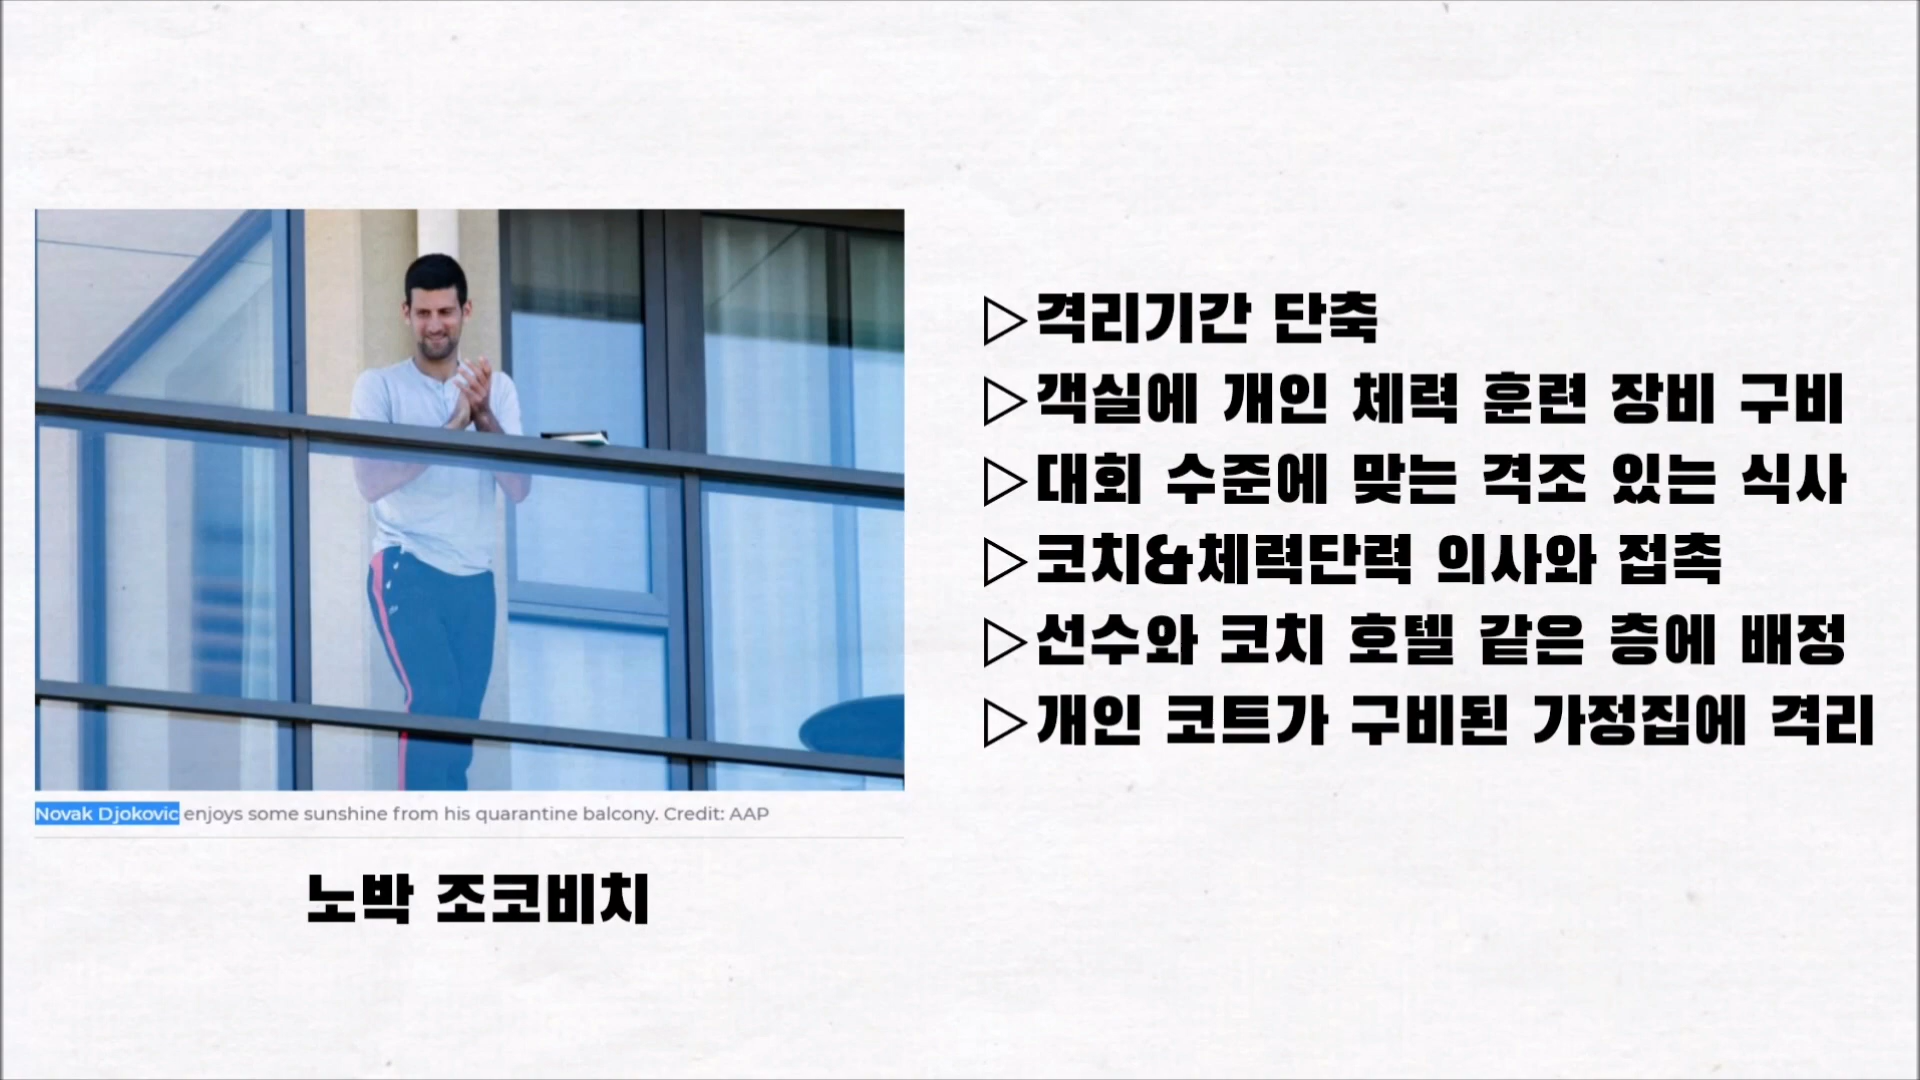 ▷격리기간 단축
▷객실에 개인 체력 훈련 장비 구비
▷대회 수준에 맞는 격조 있는 식사
▷코치&체력단력 의사와 접촉
▷선수와 코치 호텔 같은 층에 배정
▷개인 코트가 구비된 가정집에 격리
Novak Djokovic enjoys some sunshine from his quarantine balcony. Credit: AAP
노박 조코비치